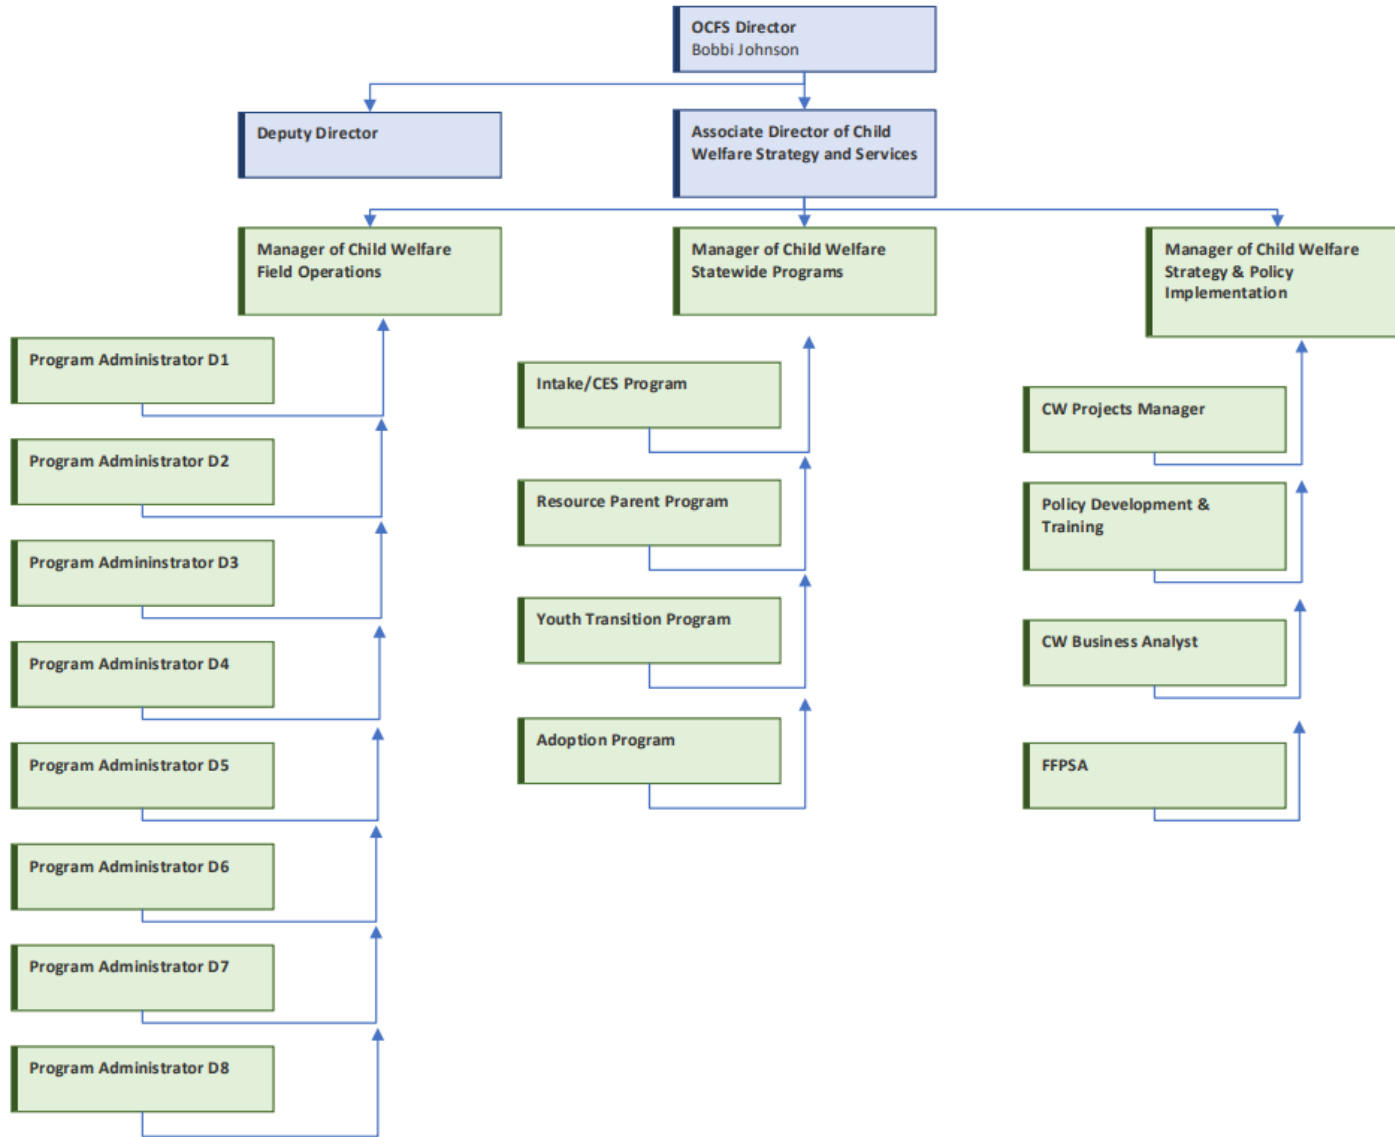 OCFS Director
Bobbi Johnson
Deputy Director
Associate Director of Child
Welfare Strategy and Services
Manager of Child Welfare
Field Operations
Manager of Child Welfare
Statewide Programs
Manager of Child Welfare
Strategy & Policy
Implementation
Program Administrator D1
Program Administrator D2
Program Admininstrator D3
Program Administrator D4
Program Administrator D5
Program Administrator D6
Program Administrator D7
Program Administrator D8
Intake/CES Program
Resource Parent Program
Youth Transition Program
Adoption Program
CW Projects Manager
Policy Development &
Training
CW Business Analyst
FFPSA